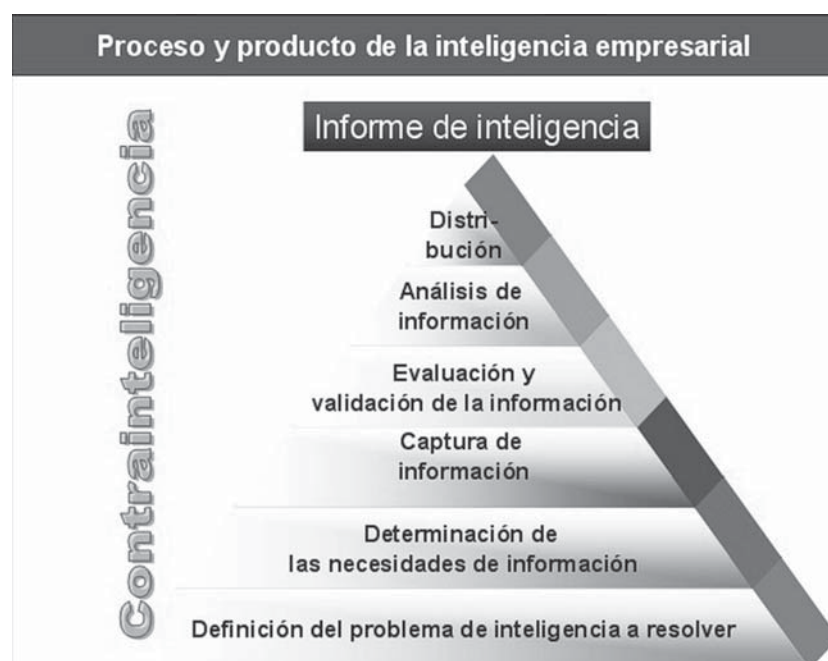 Proceso y producto de la inteligencia empresarial
Contrainteligencia
Informe de inteligencia
Distri-
bución
Análisis de
información
Evaluación y
validación de la información
Captura de
información
Determinación de
las necesidades de información
Definición del problema de inteligencia a resolver